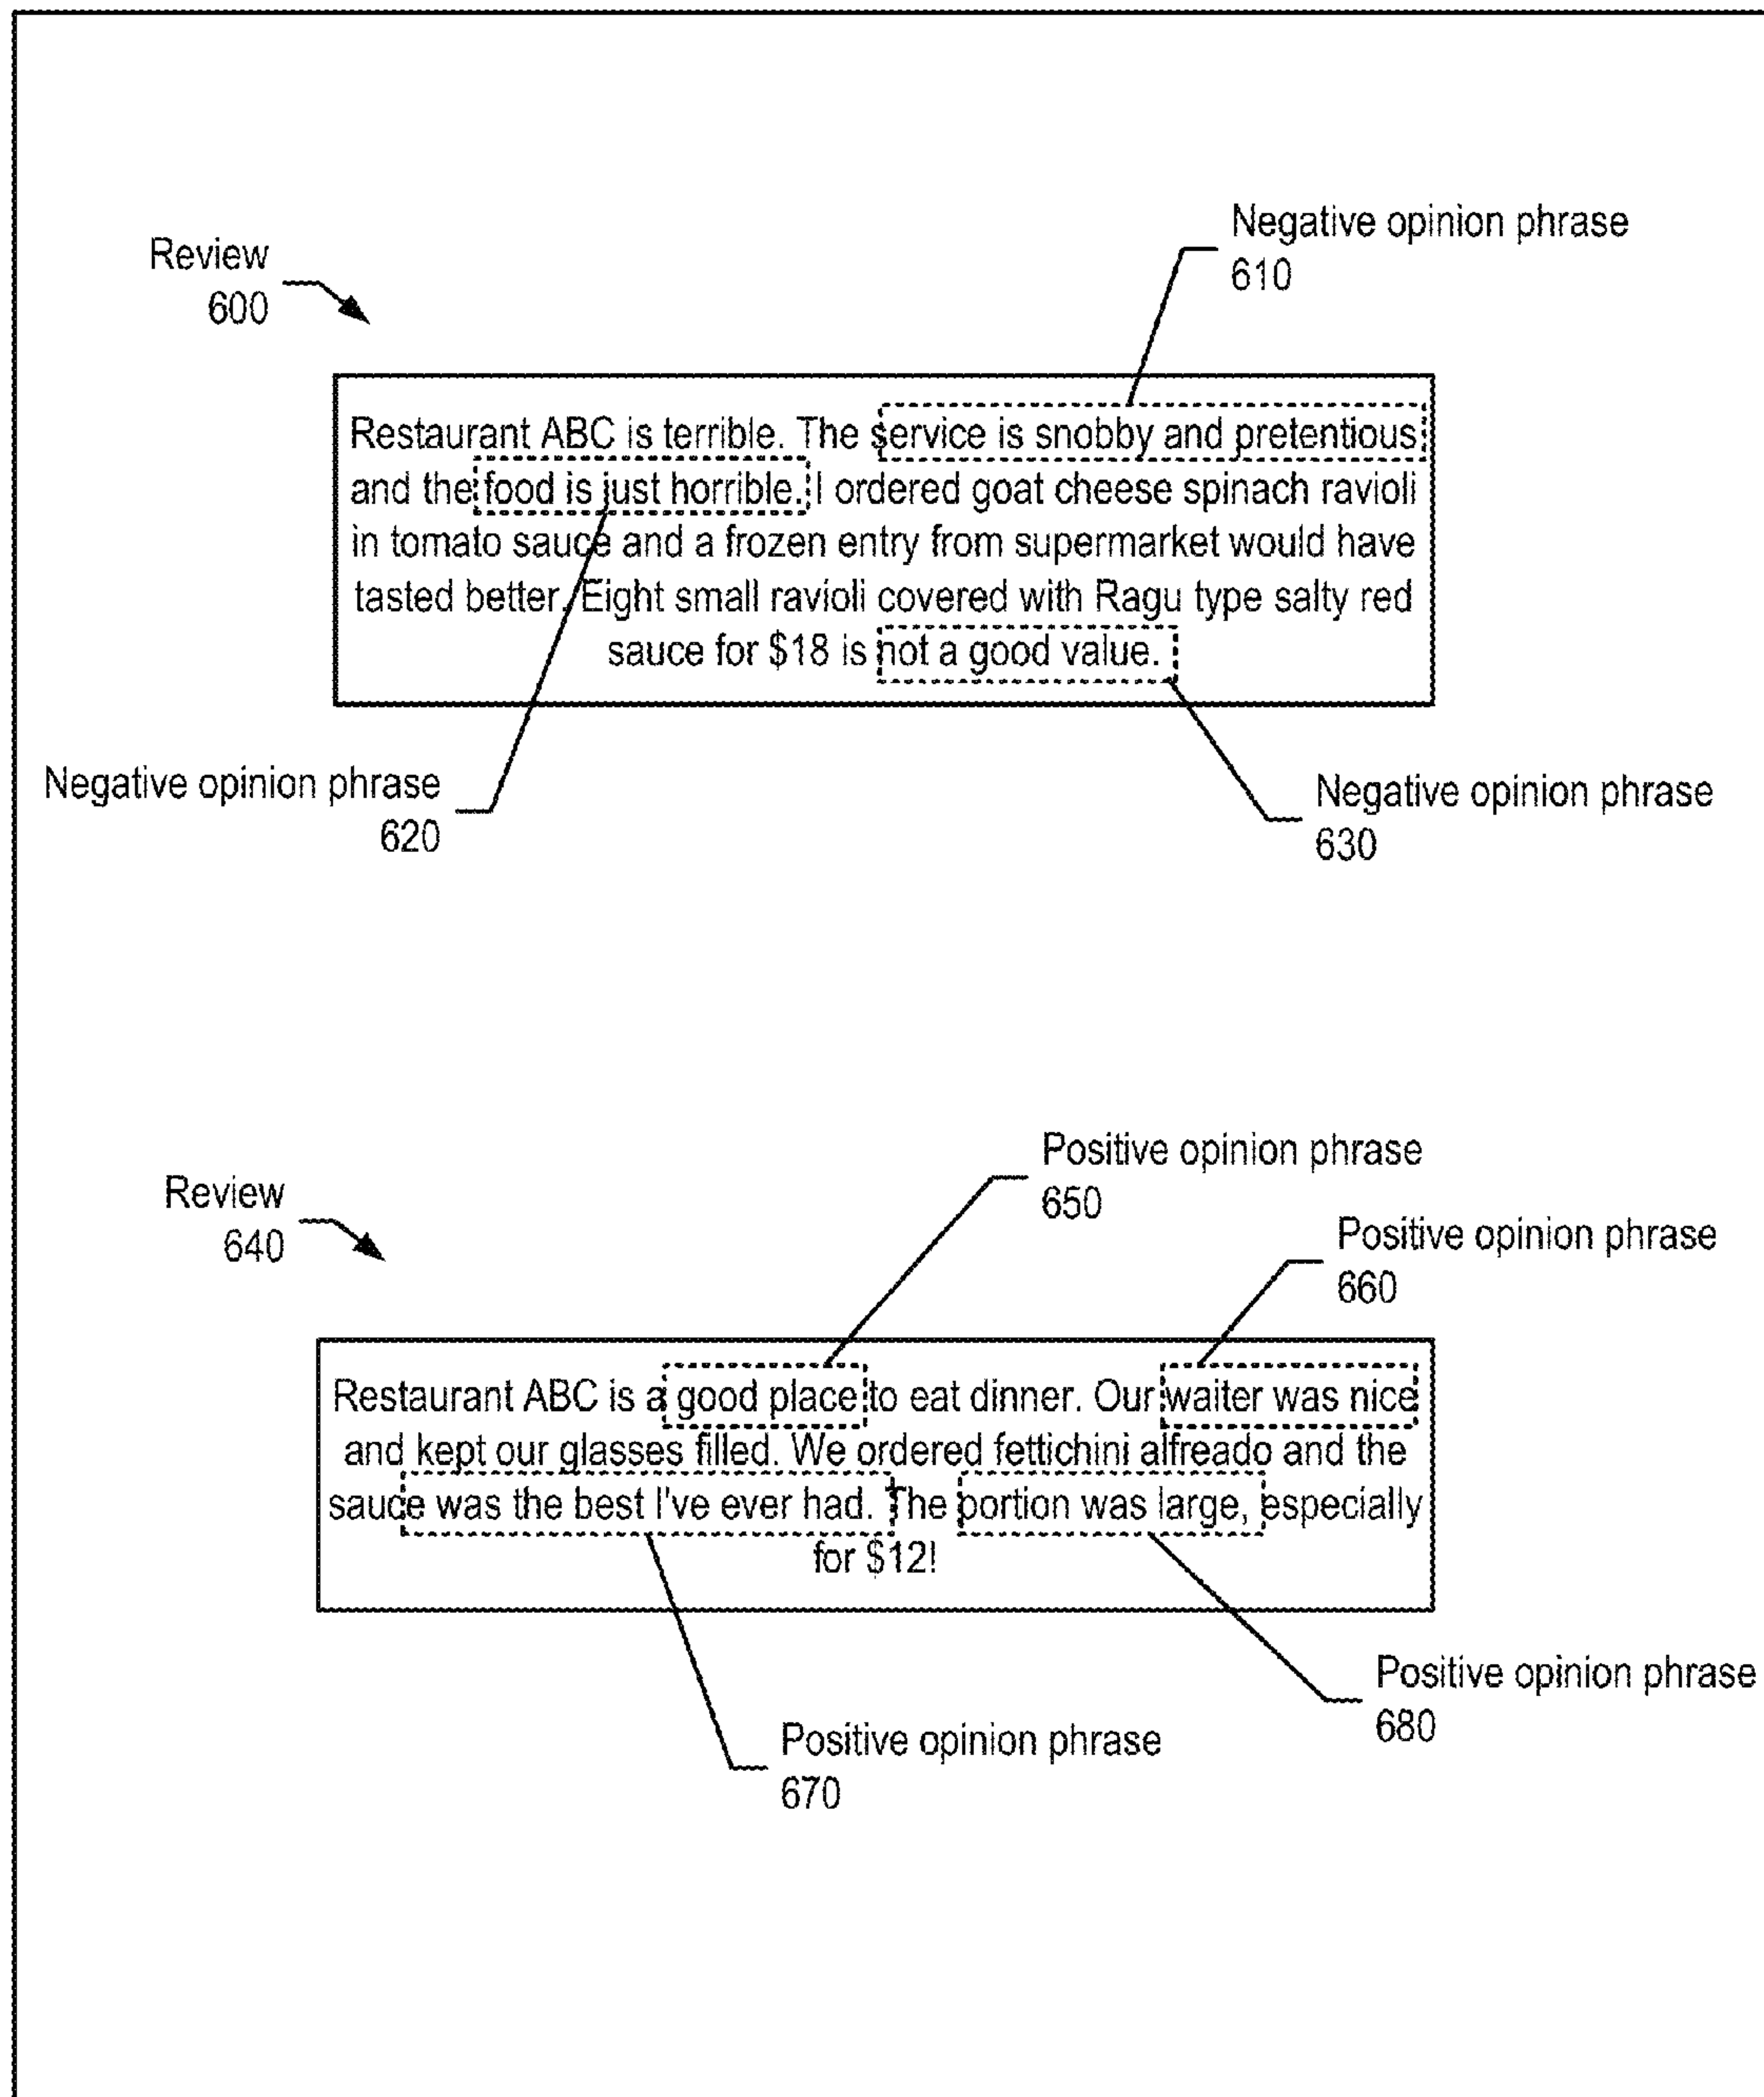 Negative opinion phrase
610
Review
600
Restaurant ABC is terrible. The service is snobby and pretentious
and the food is just horrible. I ordered goat cheese spinach ravioli
in tomato sauce and a frozen entry from supermarket would have
tasted better. Eight small ravioli covered with Ragu type salty red
sauce for $18 is not a good value.
Negative opinion phrase
620
Negative opinion phrase
630
Positive opinion phrase
650
Review
640
Positive opinion phrase
660
Restaurant ABC is a good place to eat dinner. Our waiter was nice
and kept our glasses filled. We ordered fettichini alfreado and the
sauce was the best I've ever had. The portion was large, especially
for $12!
Positive opinion phrase
680
Positive opinion phrase
670